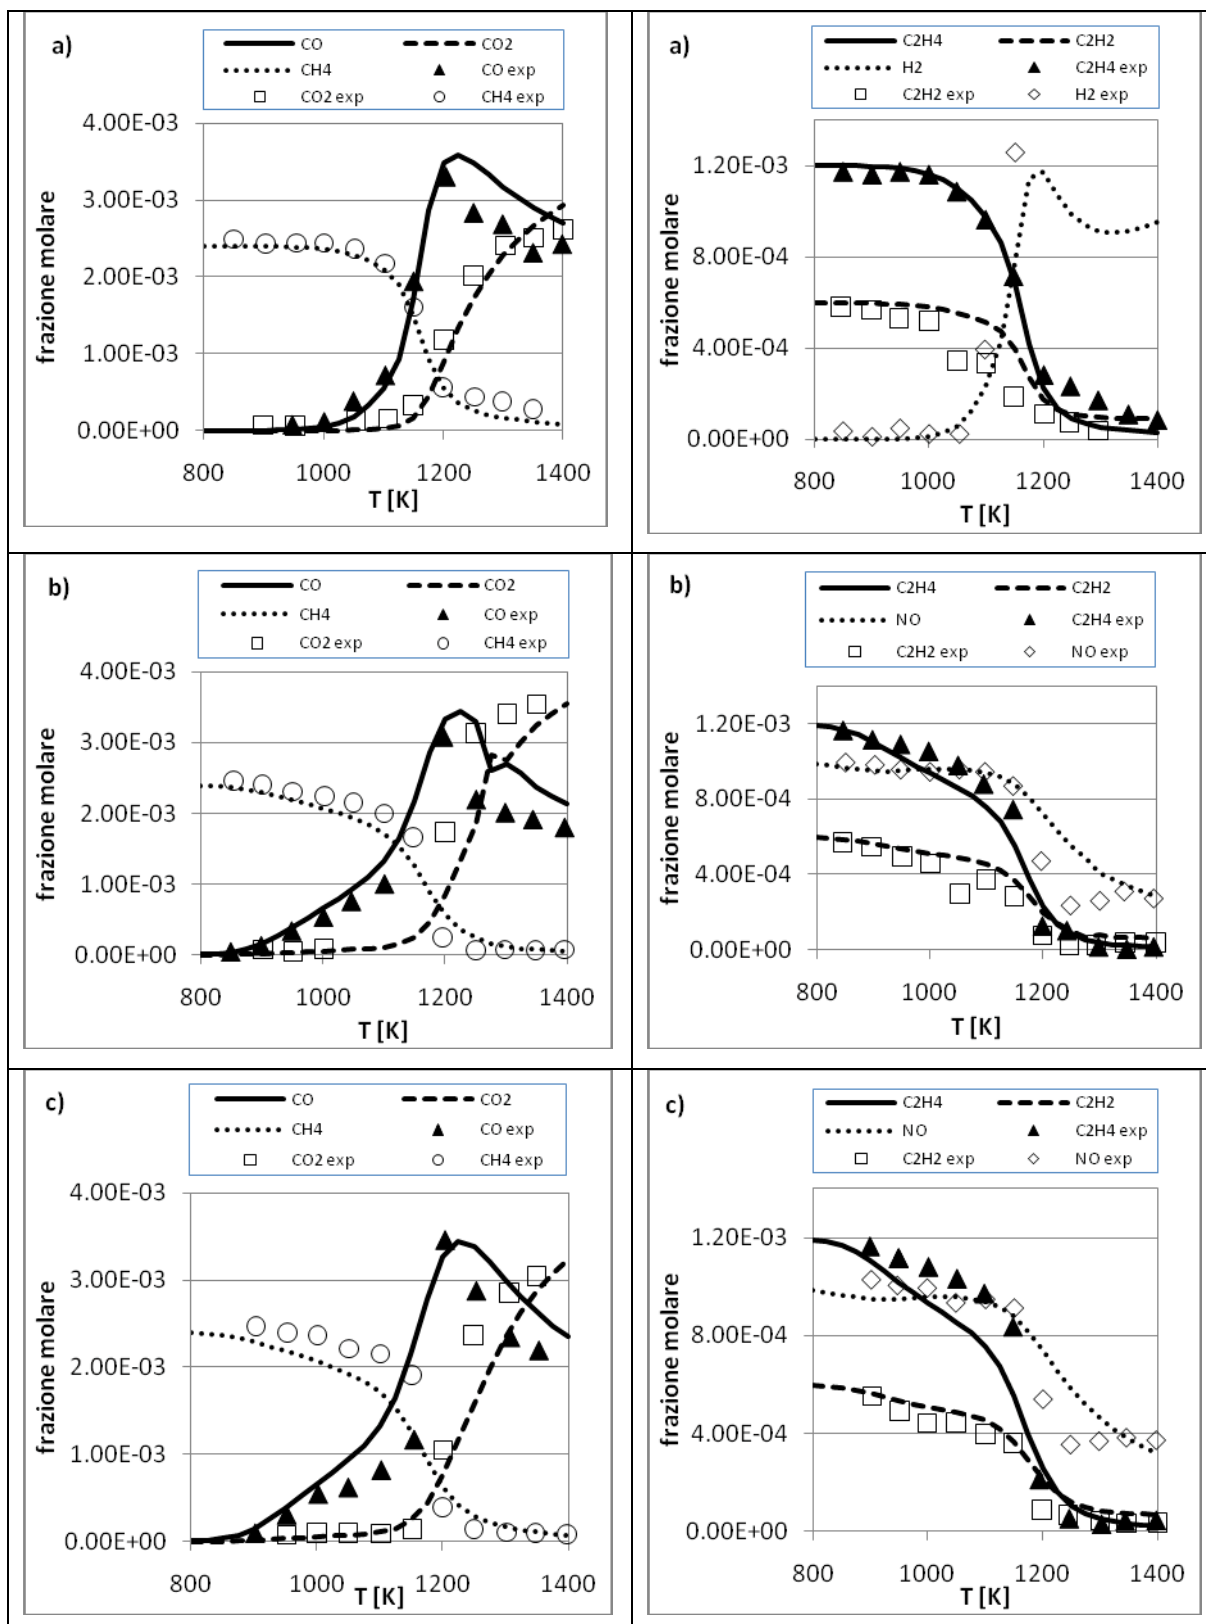 a)
CO CO2
CH4 CO exp
CO2 exp CH4 exp
4.00E-03
3.00E-03
2.00E-03
1.00E-03
0.00E+00
frazione molare
800 1000 1200 1400
T [K]
a)
C2H4 C2H2
H2 C2H4 exp
C2H2 exp H2 exp
1.20E-03
8.00E-04
4.00E-04
0.00E+00
frazione molare
800 1000 1200 1400
T [K]
b)
CO CO2
CH4 CO exp
CO2 exp CH4 exp
4.00E-03
3.00E-03
2.00E-03
1.00E-03
0.00E+00
frazione molare
800 1000 1200 1400
T [K]
b)
C2H4 C2H2
NO C2H4 exp
C2H2 exp NO exp
1.20E-03
8.00E-04
4.00E-04
0.00E+00
frazione molare
800 1000 1200 1400
T [K]
c)
CO CO2
CH4 CO exp
CO2 exp CH4 exp
4.00E-03
3.00E-03
2.00E-03
1.00E-03
0.00E+00
frazione molare
800 1000 1200 1400
T [K]
c)
C2H4 C2H2
NO C2H4 exp
C2H2 exp NO exp
1.20E-03
8.00E-04
4.00E-04
0.00E+00
frazione molare
800 1000 1200 1400
T [K]